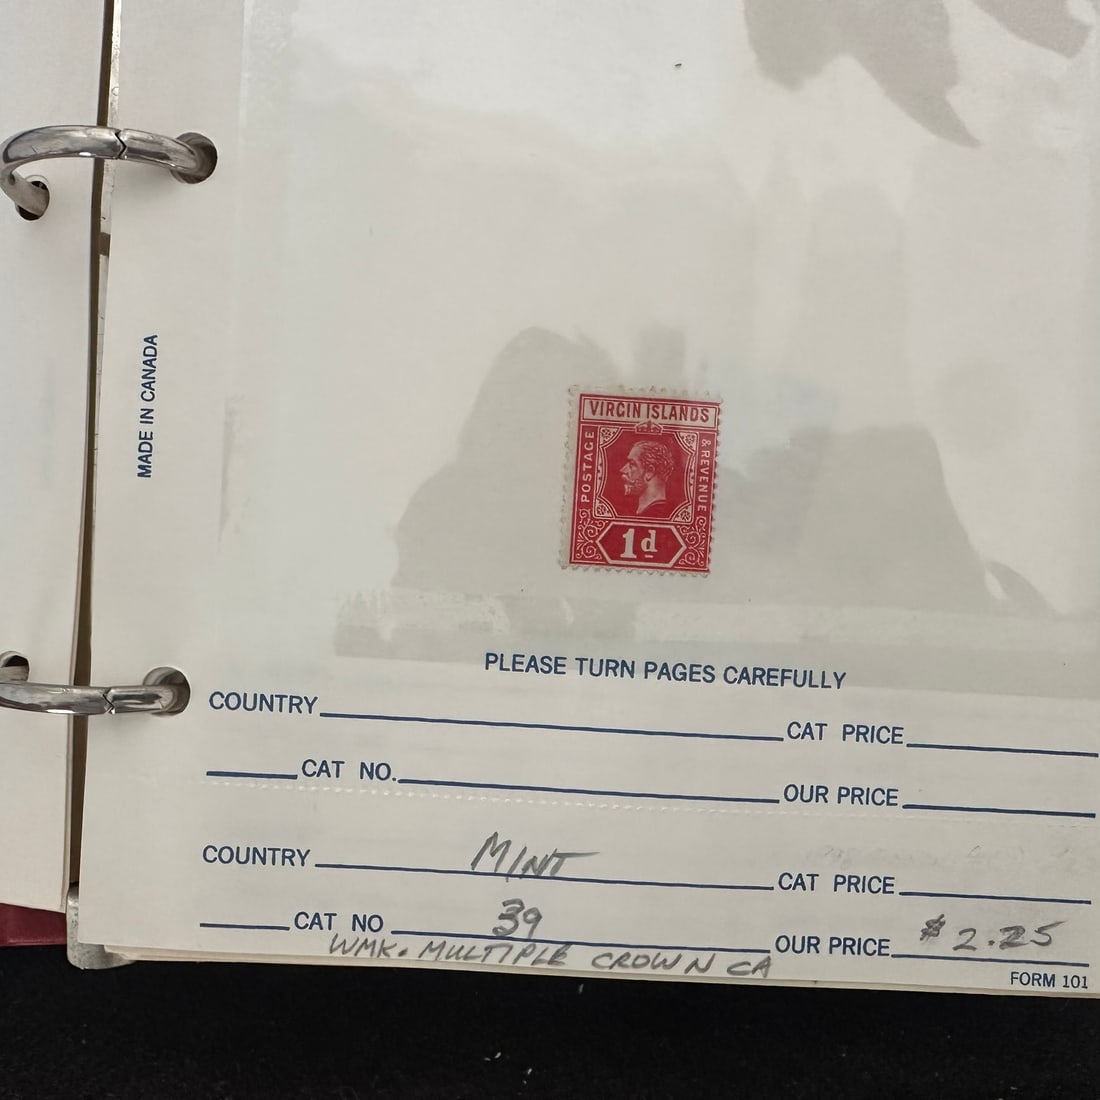 MADE IN CANADA
VIRGIN ISLANDS
POSTAGE
& REVENUE
1d
PLEASE TURN PAGES CAREFULLY
COUNTRY CAT PRICE
CAT NO. OUR PRICE
COUNTRY MINT CAT PRICE
CAT NO 39 OUR PRICE $2.25
WMK. MULTIPLE CROWN CA
FORM 101